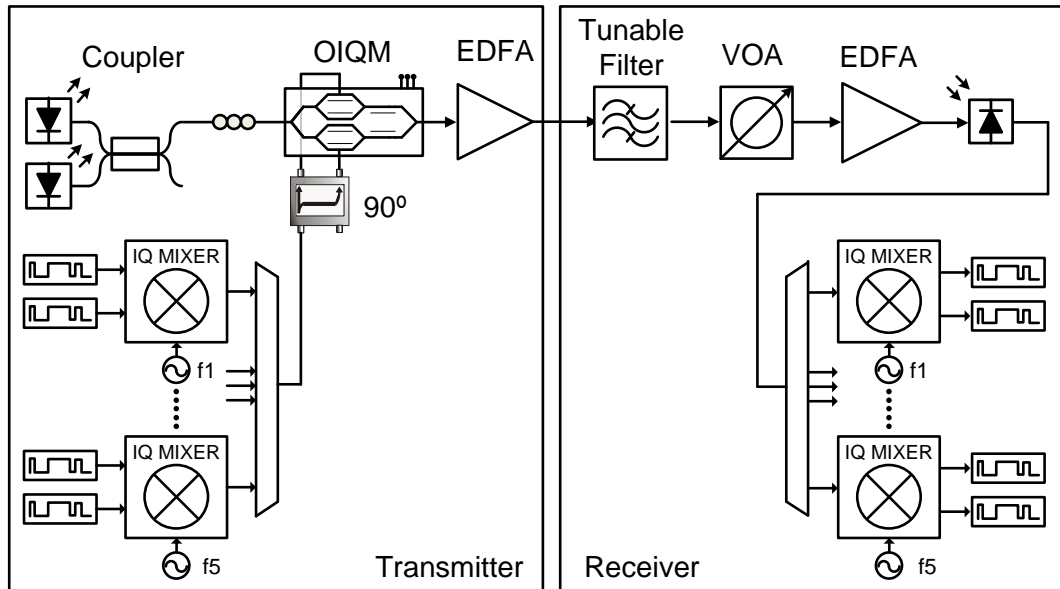 Coupler
OIQM
EDFA
90º
IQ MIXER
f1
IQ MIXER
f5
Transmitter
Tunable
Filter
VOA
EDFA
IQ MIXER
f1
IQ MIXER
f5
Receiver